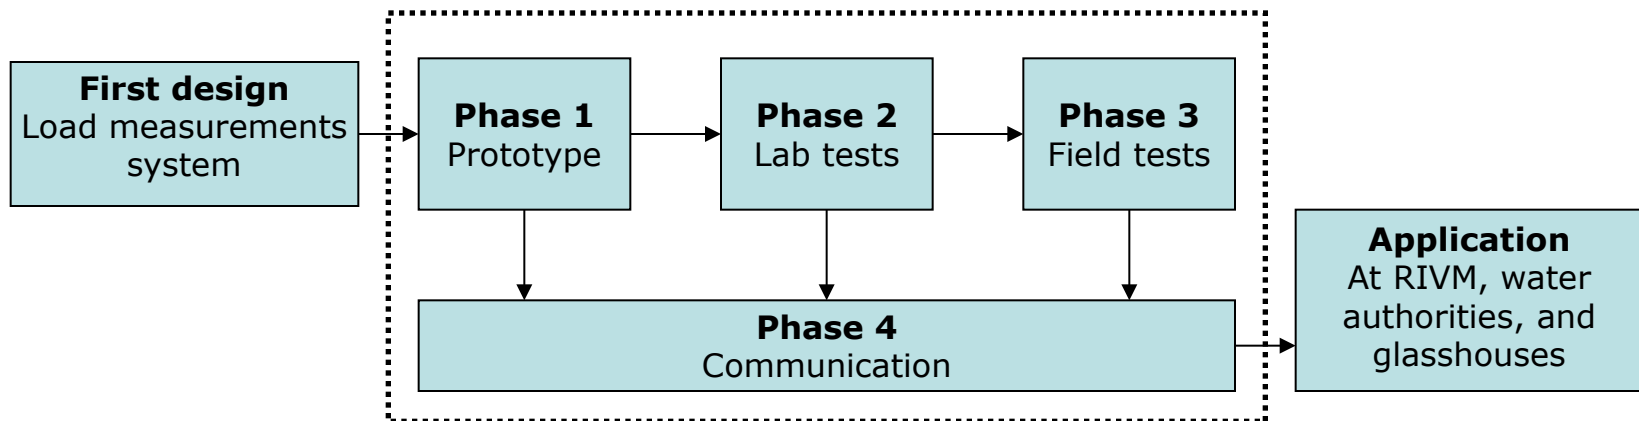 First design
Load measurements
system
Phase 1
Prototype
Phase 2
Lab tests
Phase 3
Field tests
Phase 4
Communication
Application
At RIVM, water
authorities, and
glasshouses